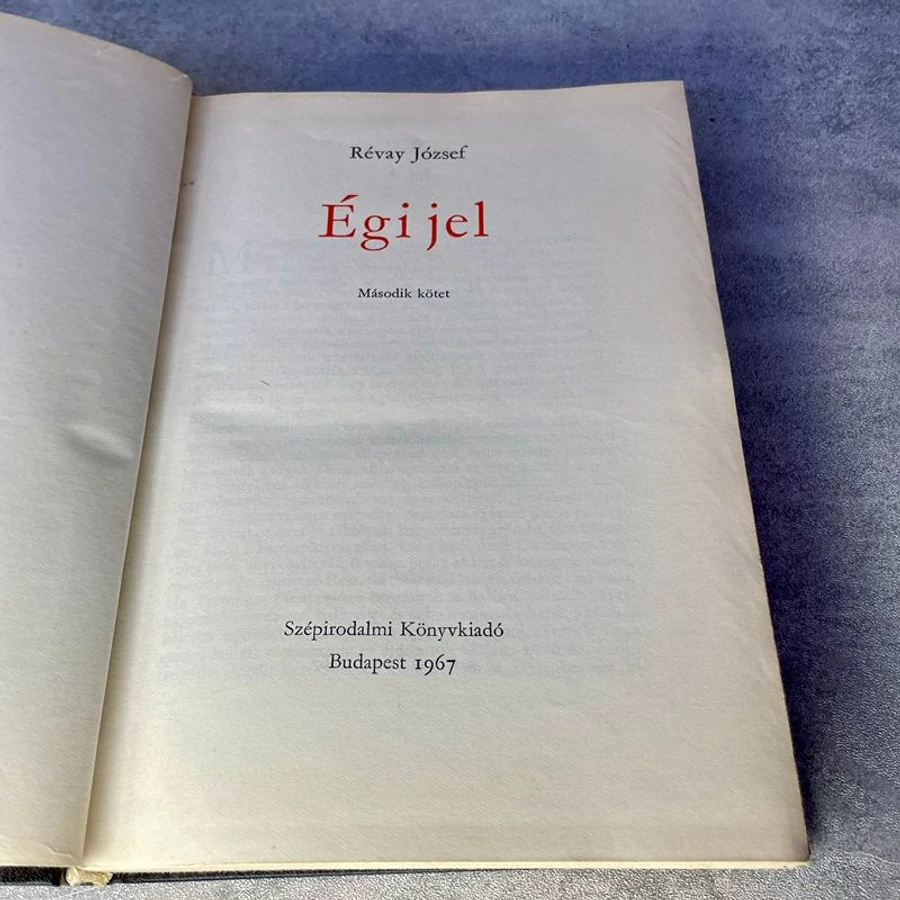 Révay József
Égi jel
Második kötet
Szépirodalmi Könyvkiadó
Budapest 1967